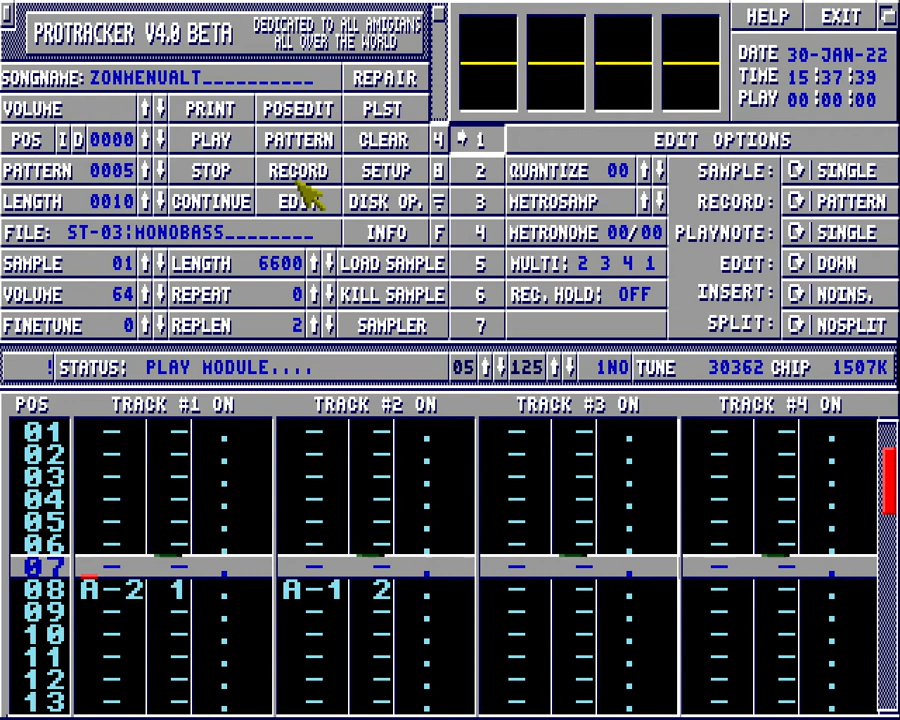 PROTRACKER V4.0 BETA
DEDICATED TO ALL AMIGIANS
ALL OVER THE WORLD
HELP EXIT
DATE 30-JAN-22
TIME 15:37:39
PLAY 00:00:00
SONGNAME: ZONMENUALT__________ REPAIR
VOLUME PRINT POSEDIT PLST
POS I D 0000 PLAY PATTERN CLEAR 1 EDIT OPTIONS
PATTERN 0005 STOP RECORD SETUP 2 QUANTIZE 00 SAMPLE: SINGLE
LENGTH 0010 CONTINUE DISK OP. 3 METROSAMP RECORD: PATTERN
FILE: ST-03:MONOBASS________ INFO F 4 METRONOME 00/00 PLAYNOTE: SINGLE
SAMPLE 01 LENGTH 6600 LOAD SAMPLE 5 MULTI: 2 3 4 1 EDIT: DOWN
VOLUME 64 REPEAT 0 KILL SAMPLE 6 REC. HOLD: OFF INSERT: NOINS.
FINETUNE 0 REPLEN 2 SAMPLER 7 SPLIT: NOSPLIT
! STATUS: PLAY MODULE.... 05 125 1NO TUNE 30362 CHIP 1507K
POS TRACK #1 ON TRACK #2 ON TRACK #3 ON TRACK #4 ON
01 – – . – – . – – . – – .
02 – – . – – . – – . – – .
03 – – . – – . – – . – – .
04 – – . – – . – – . – – .
05 – – . – – . – – . – – .
06 – – . – – . – – . – – .
07 – – . – – . – – . – – .
08 A-2 1 . A-1 2 . – – . – – .
09 – – . – – . – – . – – .
10 – – . – – . – – . – – .
11 – – . – – . – – . – – .
12 – – . – – . – – . – – .
13 – – . – – . – – . – – .